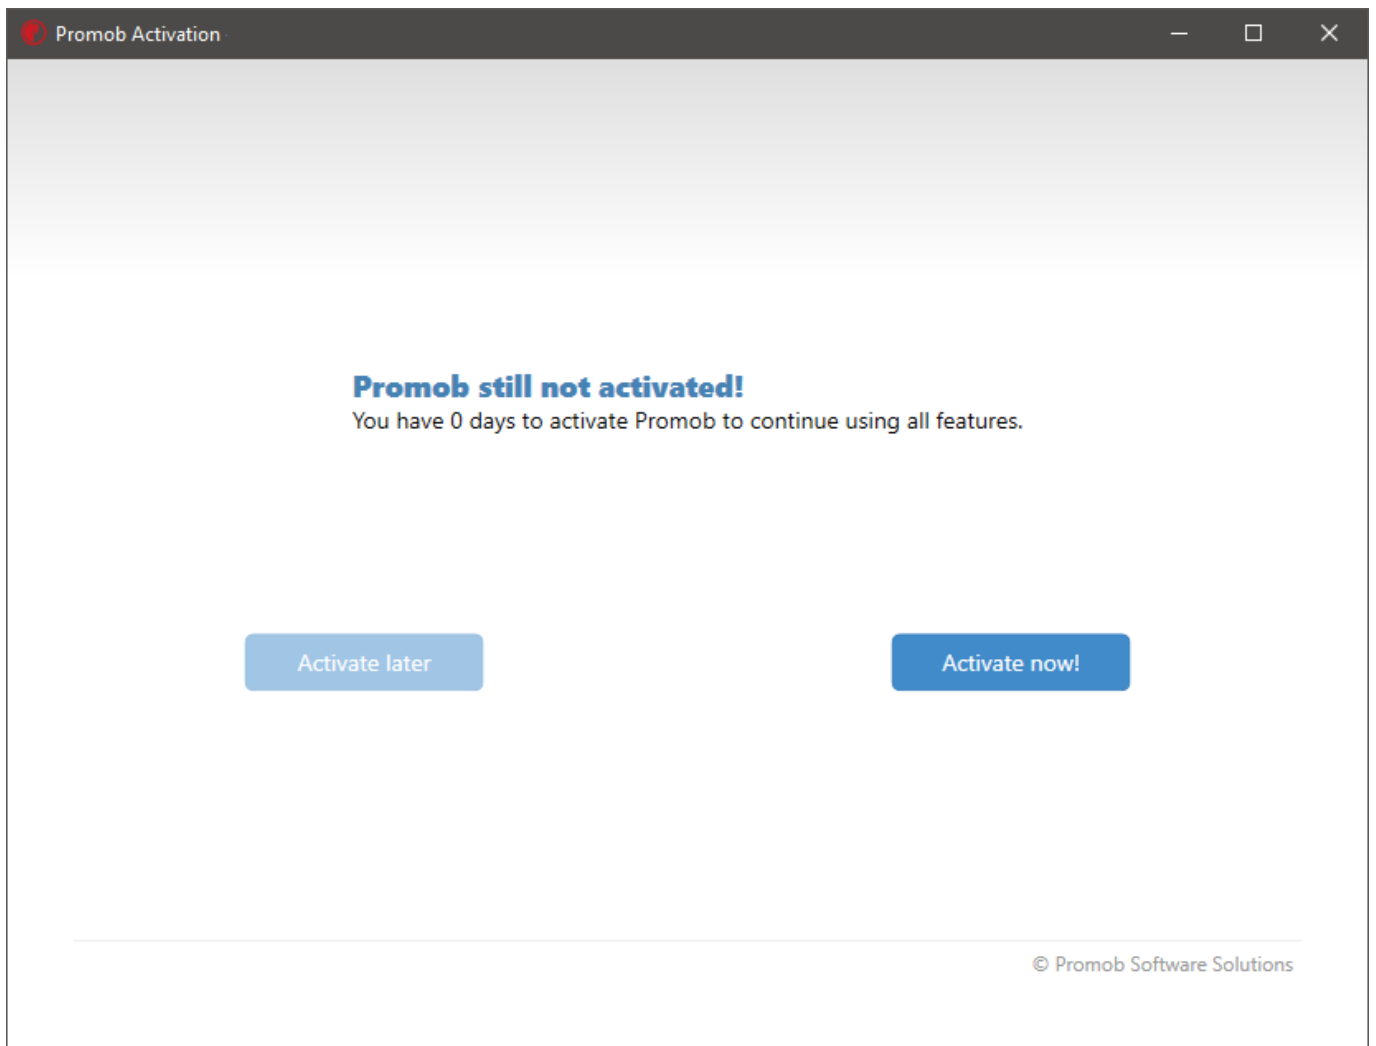 Promob Activation
Promob still not activated!
You have 0 days to activate Promob to continue using all features.
Activate later
Activate now!
© Promob Software Solutions